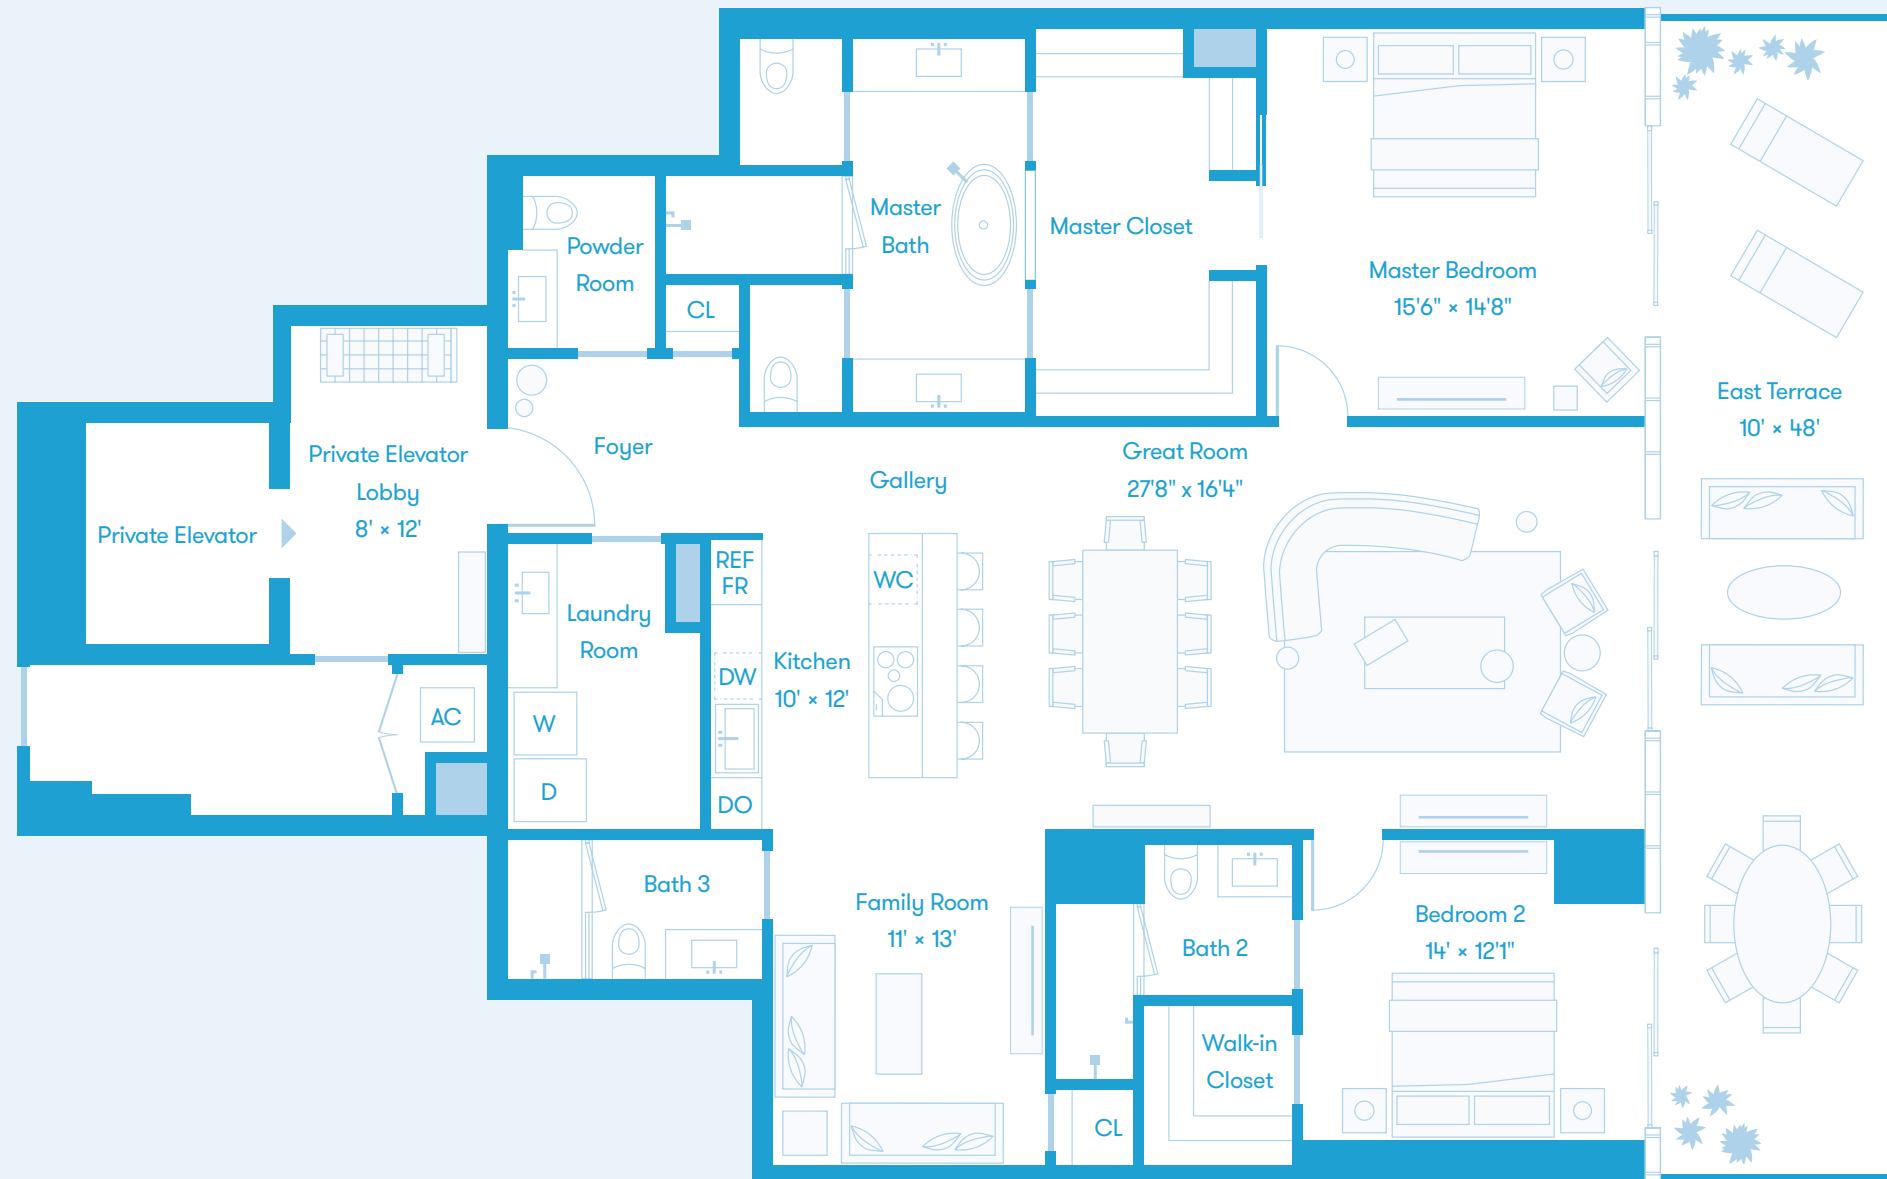 Master
Bath
Master Closet
Powder
Room
CL
Master Bedroom
15'6" × 14'8"
East Terrace
10' × 48'
Private Elevator
Lobby
8' × 12'
Foyer
Gallery
Great Room
27'8" x 16'4"
Private Elevator
REF
FR
WC
Laundry
Room
Kitchen
10' × 12'
DW
AC
W
D
DO
Bath 3
Family Room
11' × 13'
Bath 2
Bedroom 2
14' × 12'1"
Walk-in
Closet
CL